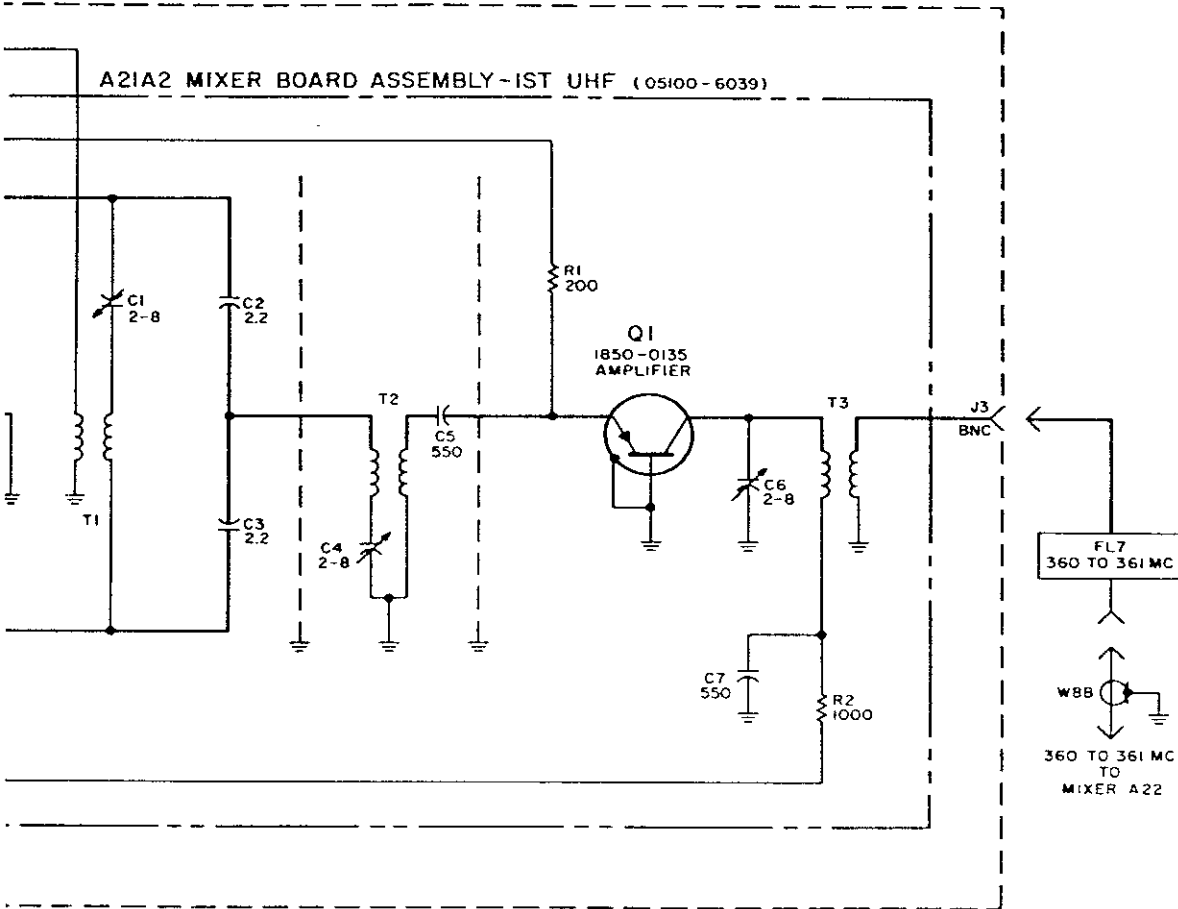 A21A2 MIXER BOARD ASSEMBLY-1ST UHF (05100-6039)
C1
2-8
C2
2.2
R1
200
Q1
1850-0135
AMPLIFIER
T2
C5
550
T3
J3
BNC
T1
C3
2.2
C4
2-8
C6
2-8
FL7
360 TO 361 MC
C7
550
R2
1000
W8B
360 TO 361 MC
TO
MIXER A22